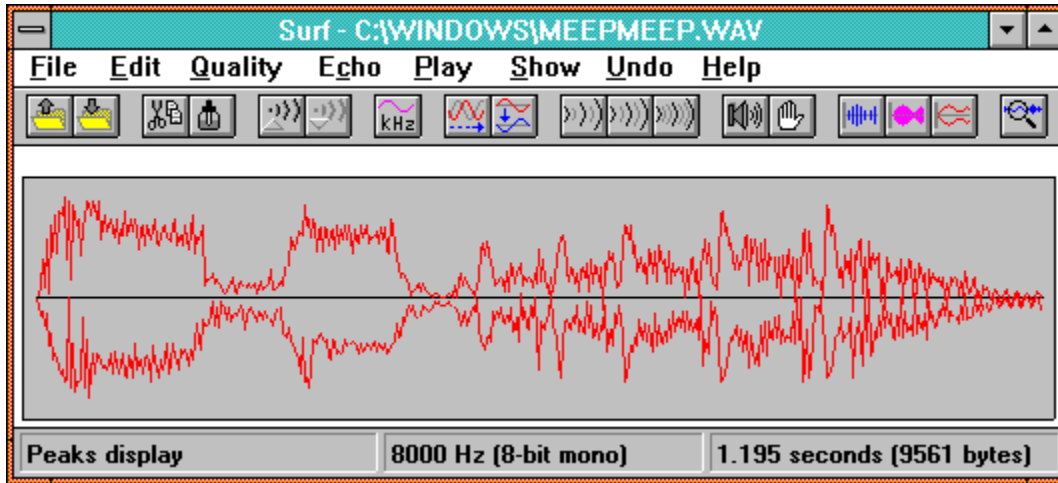 Surf - C:\WINDOWS\MEEPMEEP.WAV
File Edit Quality Echo Play Show Undo Help
kHz
Peaks display 8000 Hz (8-bit mono) 1.195 seconds (9561 bytes)